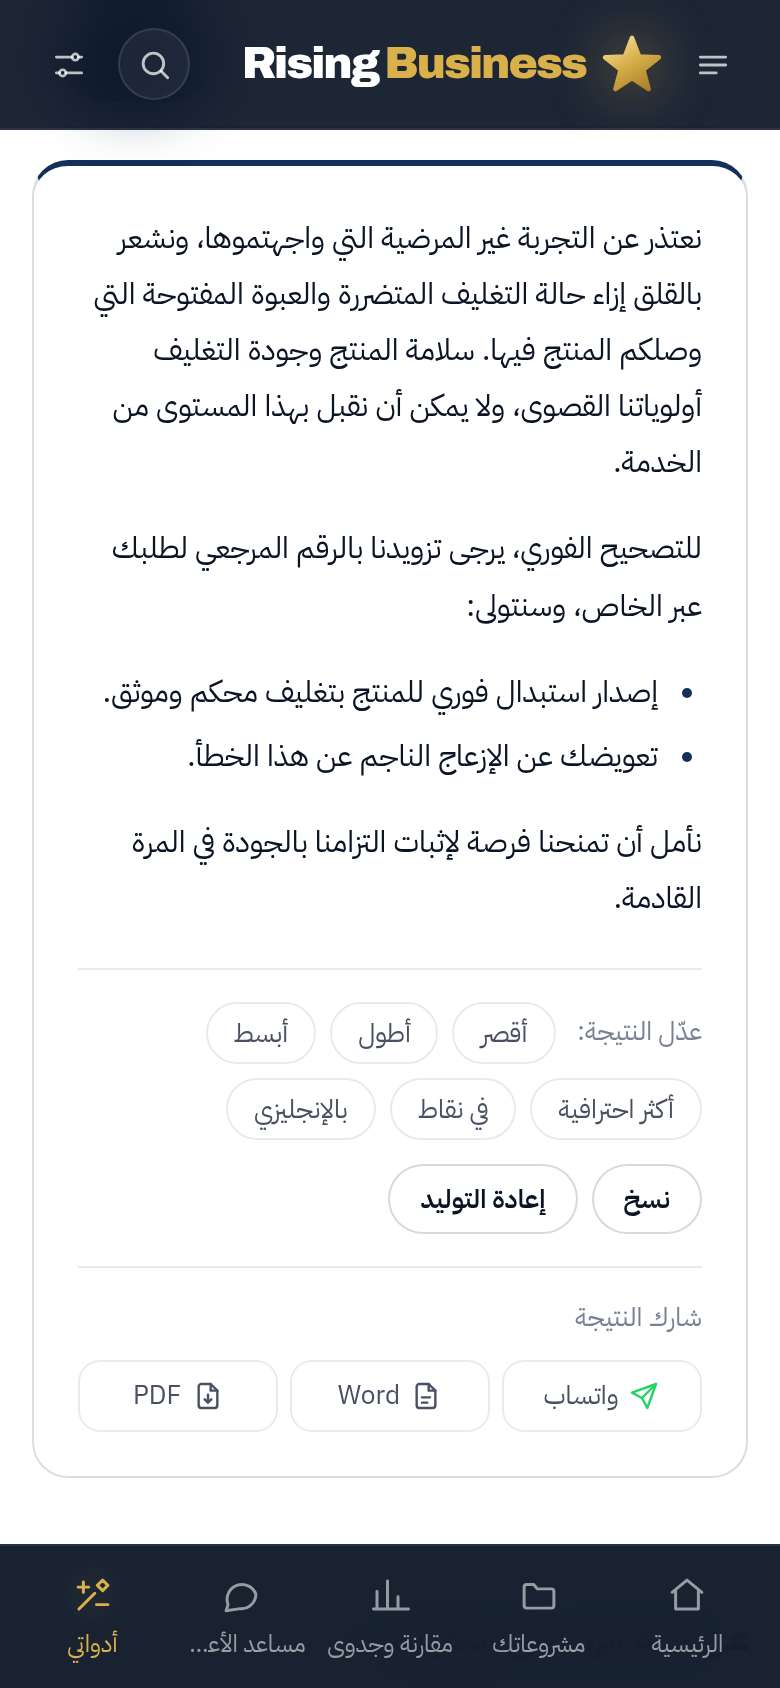 Rising Business
نعتذر عن التجربة غير المرضية التي واجهتموها، ونشعر
بالقلق إزاء حالة التغليف المتضررة والعبوة المفتوحة التي
وصلكم المنتج فيها. سلامة المنتج وجودة التغليف
أولوياتنا القصوى، ولا يمكن أن نقبل بهذا المستوى من
الخدمة.
للتصحيح الفوري، يرجى تزويدنا بالرقم المرجعي لطلبك
عبر الخاص، وسنتولى:
• إصدار استبدال فوري للمنتج بتغليف محكم وموثق.
• تعويضك عن الإزعاج الناجم عن هذا الخطأ.
نأمل أن تمنحنا فرصة لإثبات التزامنا بالجودة في المرة
القادمة.
عدّل النتيجة: أقصر أطول أبسط
أكثر احترافية في نقاط بالإنجليزي
نسخ إعادة التوليد
شارك النتيجة
واتساب Word PDF
الرئيسية مشروعاتك مقارنة وجدوى مساعد الأعـ... أدواتي